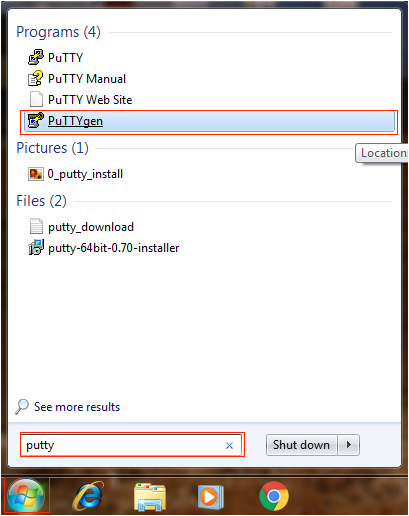 Programs (4)
PuTTY
PuTTY Manual
PuTTY Web Site
PuTTYgen
Location:
Pictures (1)
0_putty_install
Files (2)
putty_download
putty-64bit-0.70-installer
See more results
putty
Shut down